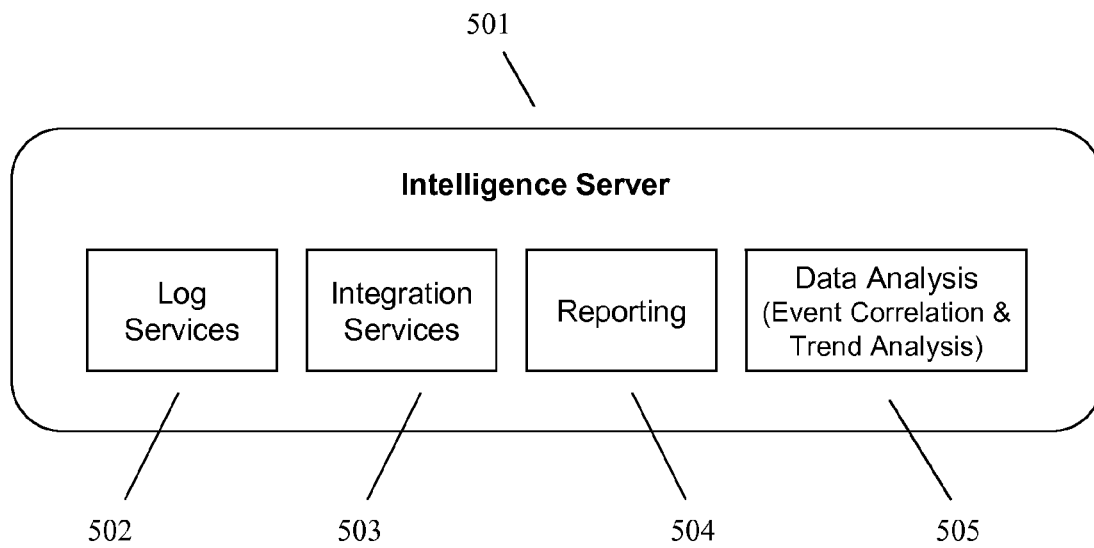 501
Intelligence Server
Log
Services
Integration
Services
Reporting
Data Analysis
(Event Correlation &
Trend Analysis)
502
503
504
505